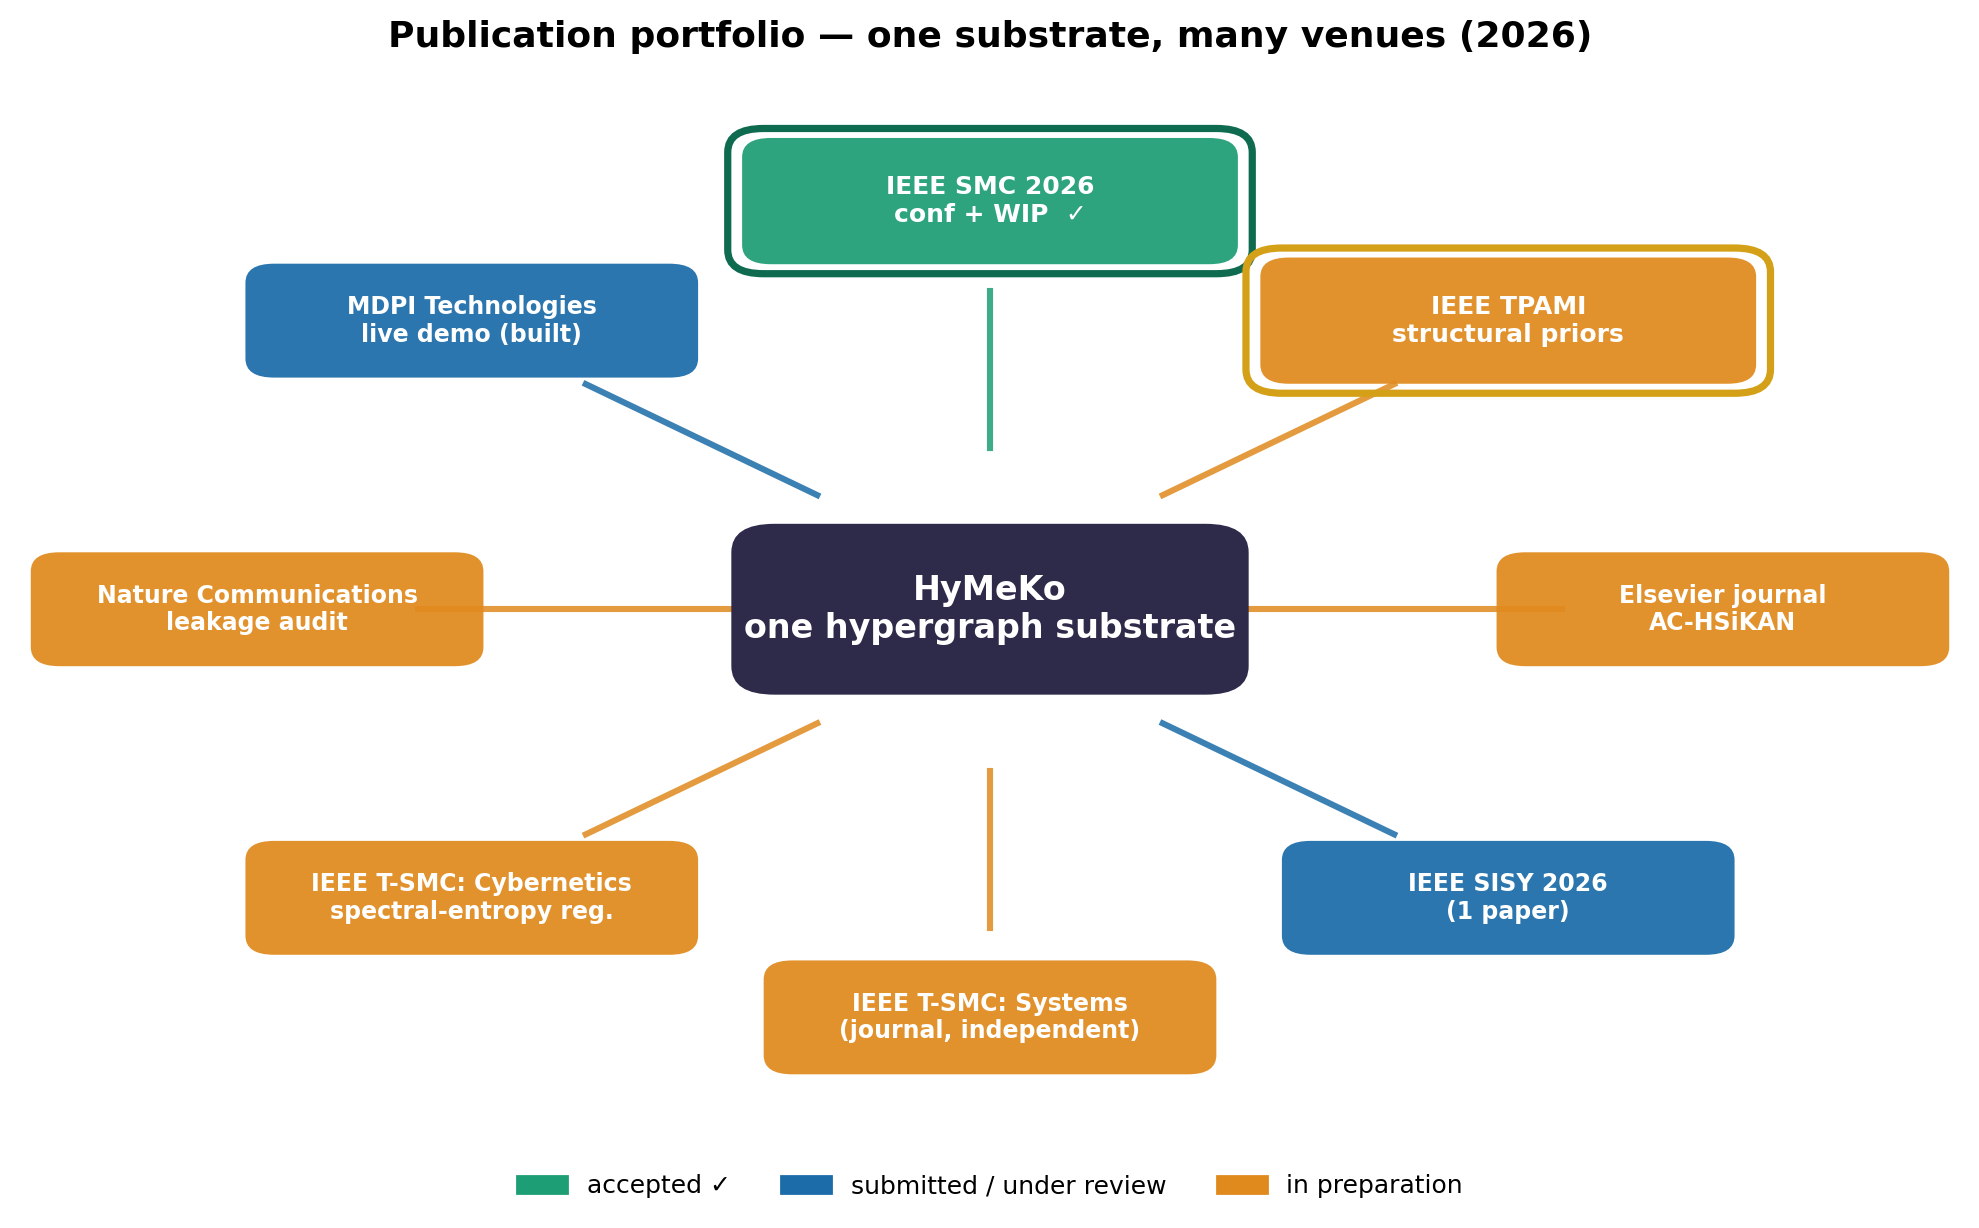 Publication portfolio — one substrate, many venues (2026)
IEEE SMC 2026
conf + WIP ✓
MDPI Technologies
live demo (built)
IEEE TPAMI
structural priors
Nature Communications
leakage audit
HyMeKo
one hypergraph substrate
Elsevier journal
AC-HSiKAN
IEEE T-SMC: Cybernetics
spectral-entropy reg.
IEEE SISY 2026
(1 paper)
IEEE T-SMC: Systems
(journal, independent)
accepted ✓
submitted / under review
in preparation